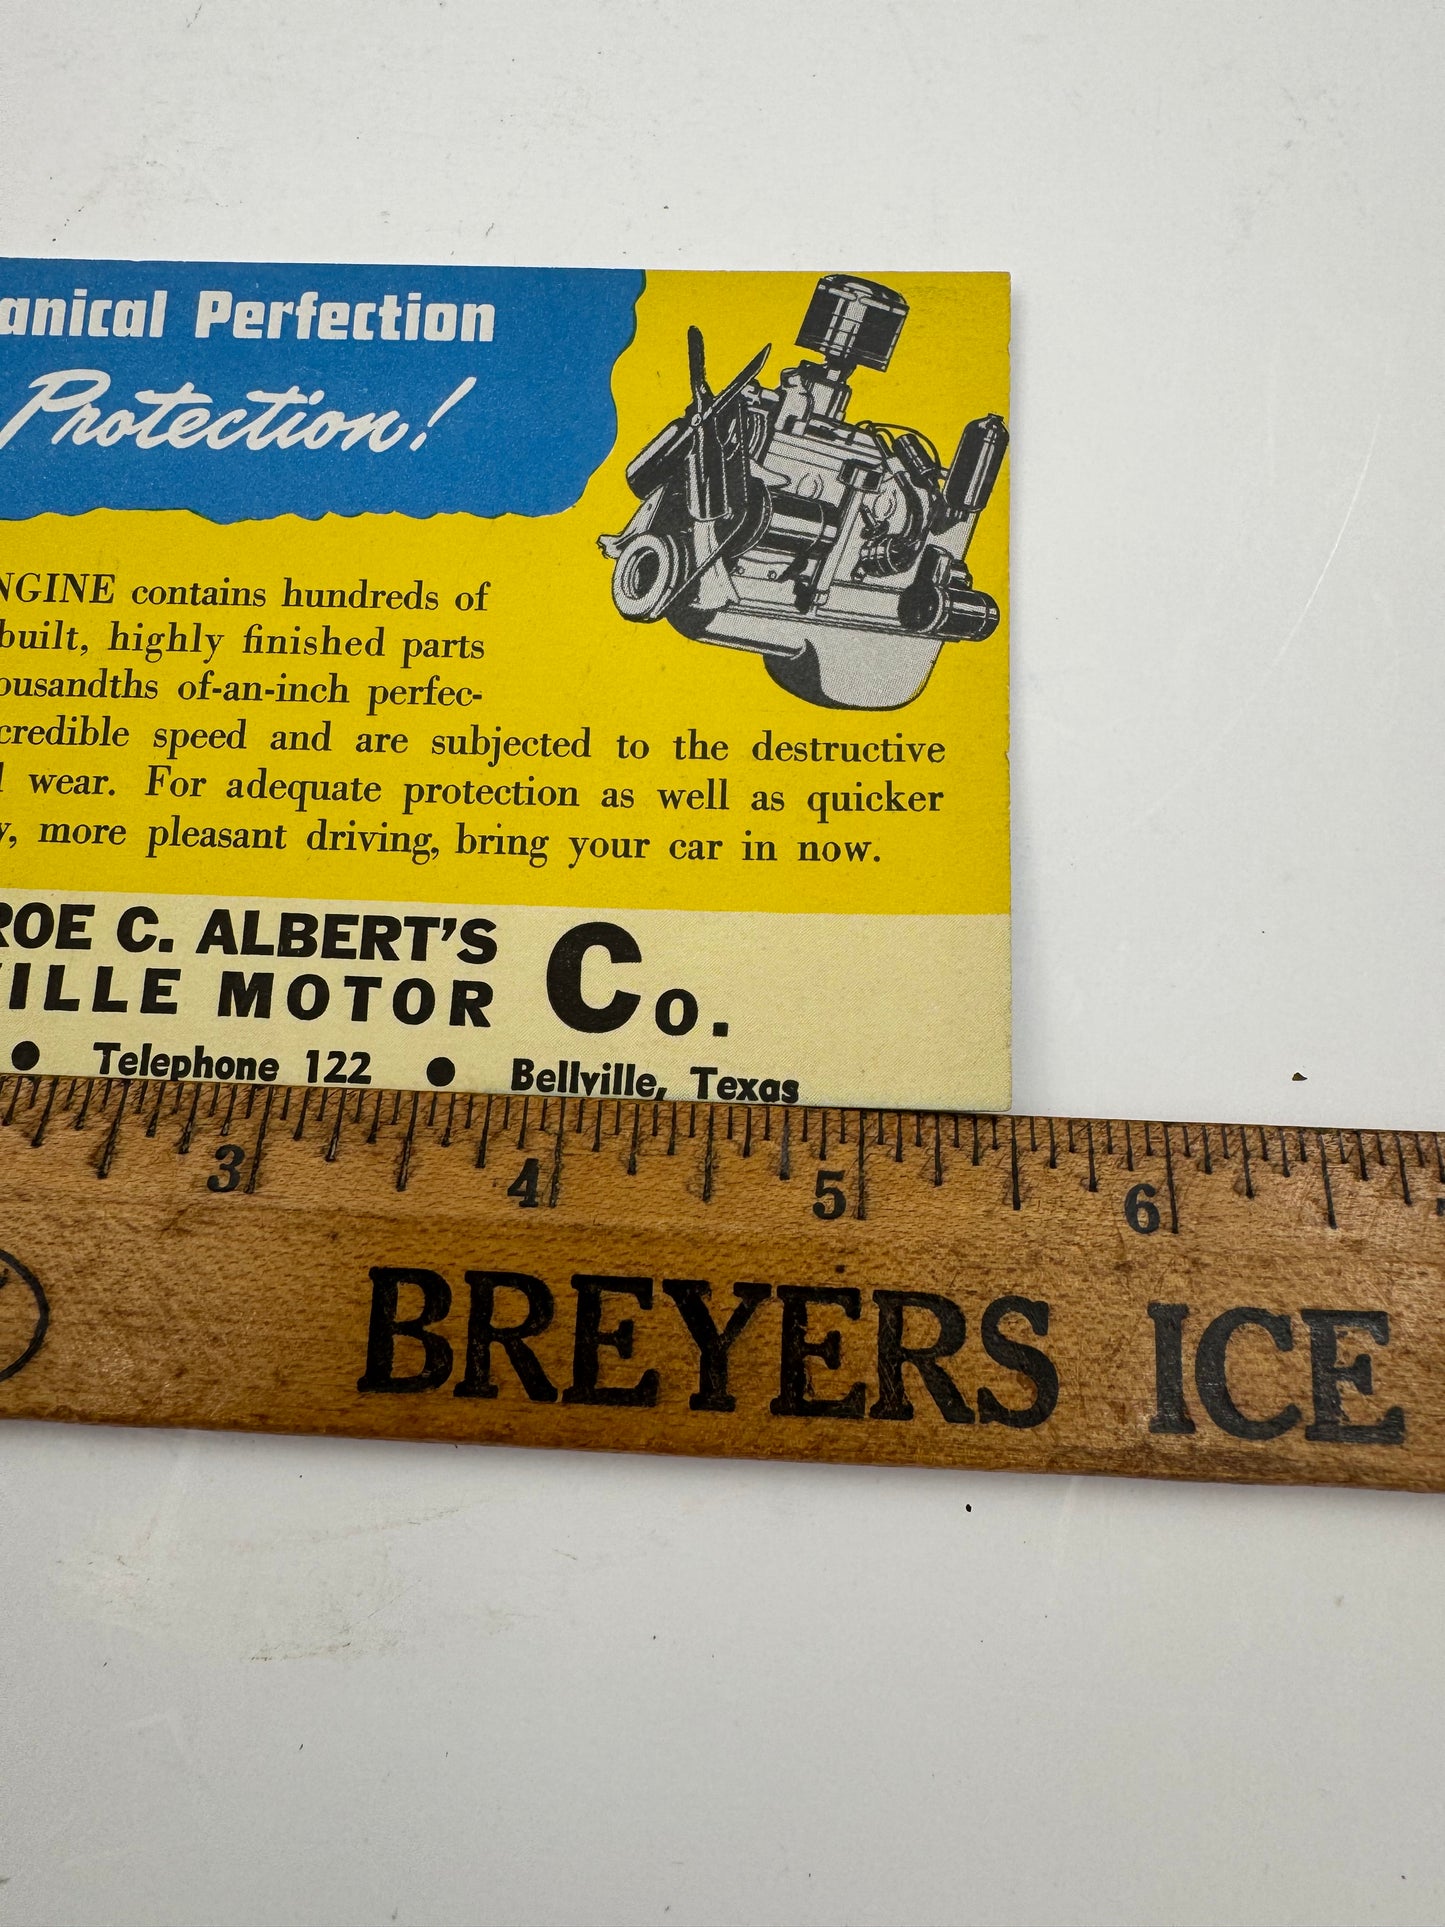 anical Perfection
Protection!
NGINE contains hundreds of
built, highly finished parts
ousandths of-an-inch perfec-
credible speed and are subjected to the destructive
wear. For adequate protection as well as quicker
y, more pleasant driving, bring your car in now.
ROE C. ALBERT'S
VILLE MOTOR Co.
• Telephone 122 • Bellville, Texas
3 4 5 6
BREYERS ICE